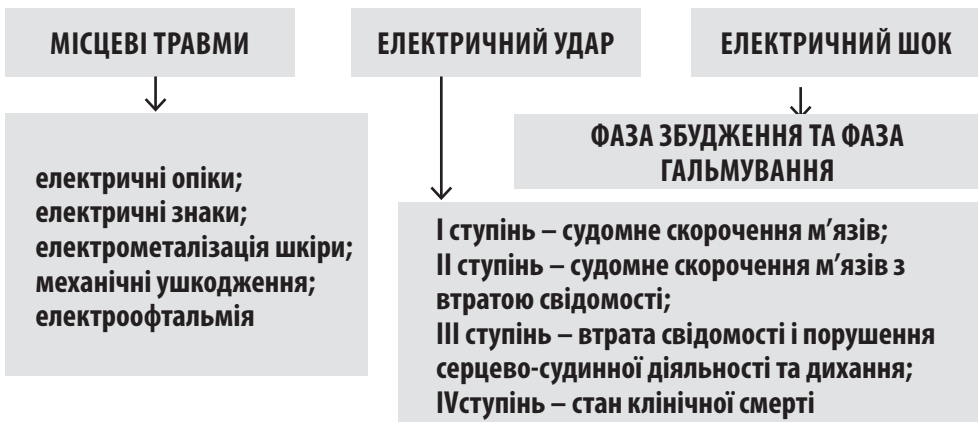 МІСЦЕВІ ТРАВМИ
ЕЛЕКТРИЧНИЙ УДАР
ЕЛЕКТРИЧНИЙ ШОК
електричні опіки;
електричні знаки;
електрометалізація шкіри;
механічні ушкодження;
електроофтальмія
ФАЗА ЗБУДЖЕННЯ ТА ФАЗА
ГАЛЬМУВАННЯ
І ступінь – судомне скорочення м’язів;
ІІ ступінь – судомне скорочення м’язів з
втратою свідомості;
ІІІ ступінь – втрата свідомості і порушення
серцево-судинної діяльності та дихання;
ІVступінь – стан клінічної смерті